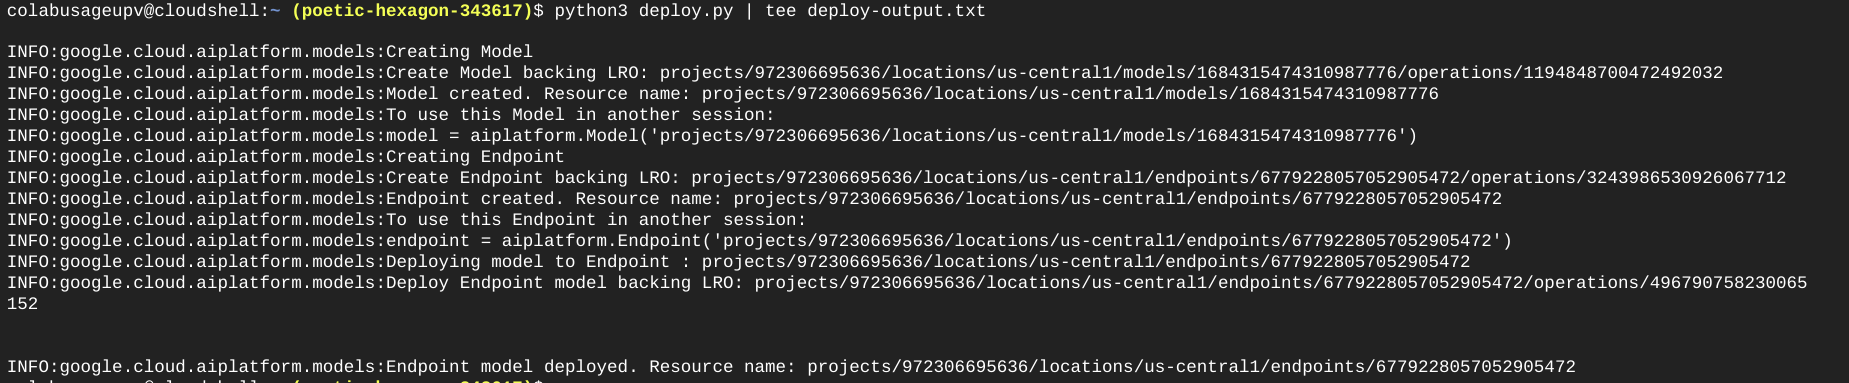 colabusageupv@cloudshell:~ (poetic-hexagon-343617)$ python3 deploy.py | tee deploy-output.txt
INFO:google.cloud.aiplatform.models:Creating Model
INFO:google.cloud.aiplatform.models:Create Model backing LRO: projects/972306695636/locations/us-central1/models/1684315474310987776/operations/1194848700472492032
INFO:google.cloud.aiplatform.models:Model created. Resource name: projects/972306695636/locations/us-central1/models/1684315474310987776
INFO:google.cloud.aiplatform.models:To use this Model in another session:
INFO:google.cloud.aiplatform.models:model = aiplatform.Model('projects/972306695636/locations/us-central1/models/1684315474310987776')
INFO:google.cloud.aiplatform.models:Creating Endpoint
INFO:google.cloud.aiplatform.models:Create Endpoint backing LRO: projects/972306695636/locations/us-central1/endpoints/6779228057052905472/operations/3243986530926067712
INFO:google.cloud.aiplatform.models:Endpoint created. Resource name: projects/972306695636/locations/us-central1/endpoints/6779228057052905472
INFO:google.cloud.aiplatform.models:To use this Endpoint in another session:
INFO:google.cloud.aiplatform.models:endpoint = aiplatform.Endpoint('projects/972306695636/locations/us-central1/endpoints/6779228057052905472')
INFO:google.cloud.aiplatform.models:Deploying model to Endpoint : projects/972306695636/locations/us-central1/endpoints/6779228057052905472
INFO:google.cloud.aiplatform.models:Deploy Endpoint model backing LRO: projects/972306695636/locations/us-central1/endpoints/6779228057052905472/operations/496790758230065
152
INFO:google.cloud.aiplatform.models:Endpoint model deployed. Resource name: projects/972306695636/locations/us-central1/endpoints/6779228057052905472